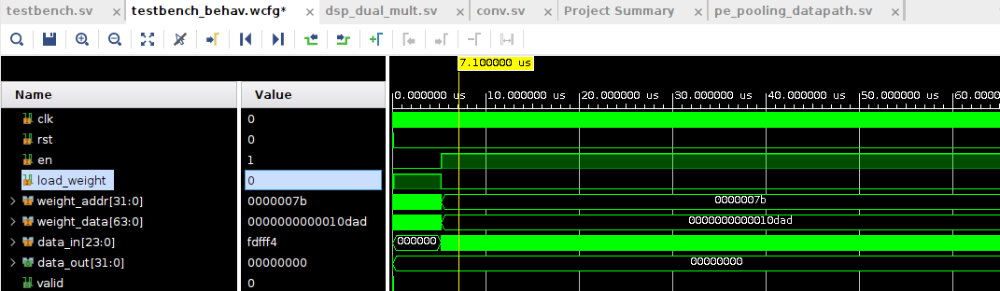 testbench.sv testbench_behav.wcfg* dsp_dual_mult.sv conv.sv Project Summary pe_pooling_datapath.sv
7.100000 us
Name Value 0.000000 us 10.000000 us 20.000000 us 30.000000 us 40.000000 us 50.000000 us 60.0000
clk 0
rst 0
en 1
load_weight 0
weight_addr[31:0] 0000007b 0000007b
weight_data[63:0] 0000000000010dad 0000000000010dad
data_in[23:0] fdfff4 000000
data_out[31:0] 00000000 00000000
valid 0